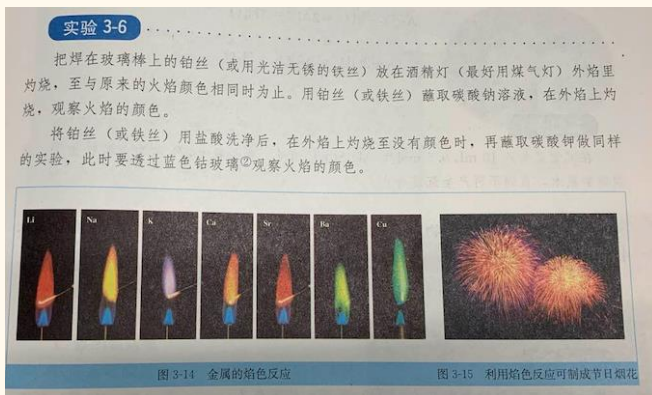 实验 3-6
把焊在玻璃棒上的铂丝（或用光洁无锈的铁丝）放在酒精灯（最好用煤气灯）外焰里
灼烧，至与原来的火焰颜色相同时为止。用铂丝（或铁丝）蘸取碳酸钠溶液，在外焰上灼
烧，观察火焰的颜色。
将铂丝（或铁丝）用盐酸洗净后，在外焰上灼烧至没有颜色时，再蘸取碳酸钾做同样
的实验，此时要透过蓝色钴玻璃②观察火焰的颜色。
Li Na K Ca Sr Ba Cu
图 3-14 金属的焰色反应
图 3-15 利用焰色反应可制成节日烟花